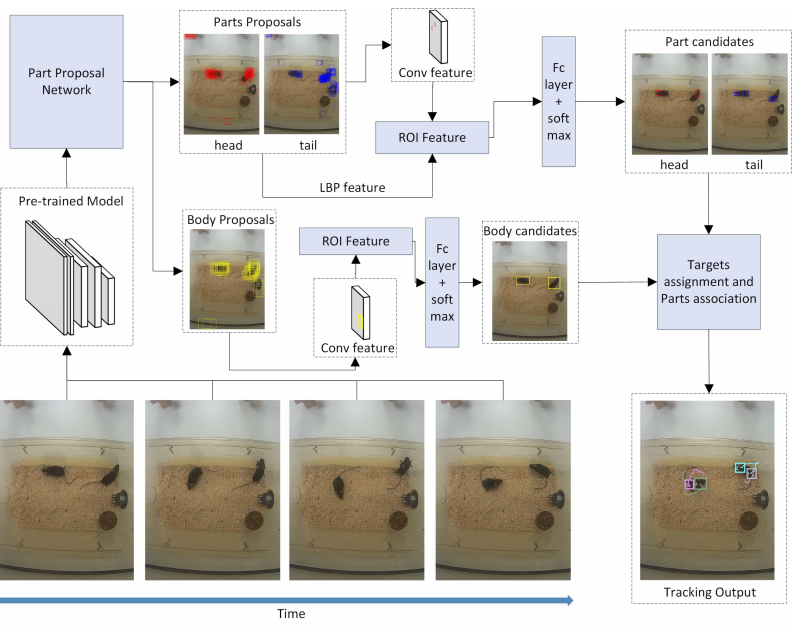 Parts Proposals
Part Proposal
Network
head
tail
Conv feature
ROI Feature
LBP feature
Fc
layer
+
soft
max
Part candidates
head
tail
Pre-trained Model
Body Proposals
ROI Feature
Conv feature
Fc
layer
+
soft
max
Body candidates
Targets
assignment and
Parts association
Tracking Output
Time